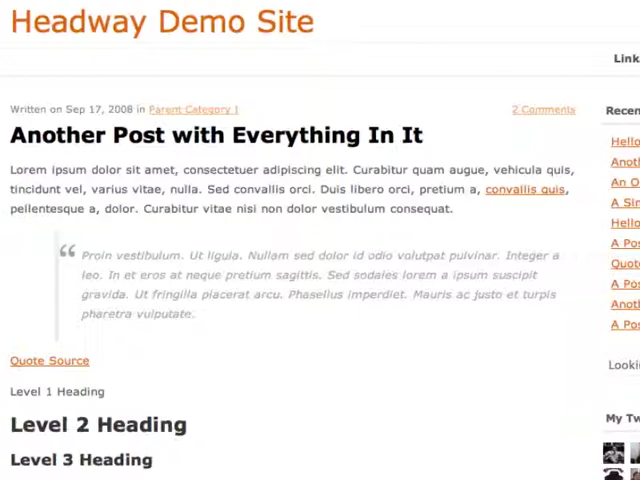 Headway Demo Site
Link
Written on Sep 17, 2008 in Parent Category I
2 Comments
Another Post with Everything In It
Lorem ipsum dolor sit amet, consectetuer adipiscing elit. Curabitur quam augue, vehicula quis,
tincidunt vel, varius vitae, nulla. Sed convallis orci. Duis libero orci, pretium a, convallis quis,
pellentesque a, dolor. Curabitur vitae nisi non dolor vestibulum consequat.
“ Proin vestibulum. Ut ligula. Nullam sed dolor id odio volutpat pulvinar. Integer a
leo. In et eros at neque pretium sagittis. Sed sodales lorem a ipsum suscipit
gravida. Ut fringilla placerat arcu. Phasellus imperdiet. Mauris ac justo et turpis
pharetra vulputate.
Quote Source
Level 1 Heading
Level 2 Heading
Level 3 Heading
Recen
Hello
Anoth
An O
A Sim
Hello
A Pos
Quot
A Pos
Anoth
A Pos
Looki
My Tw